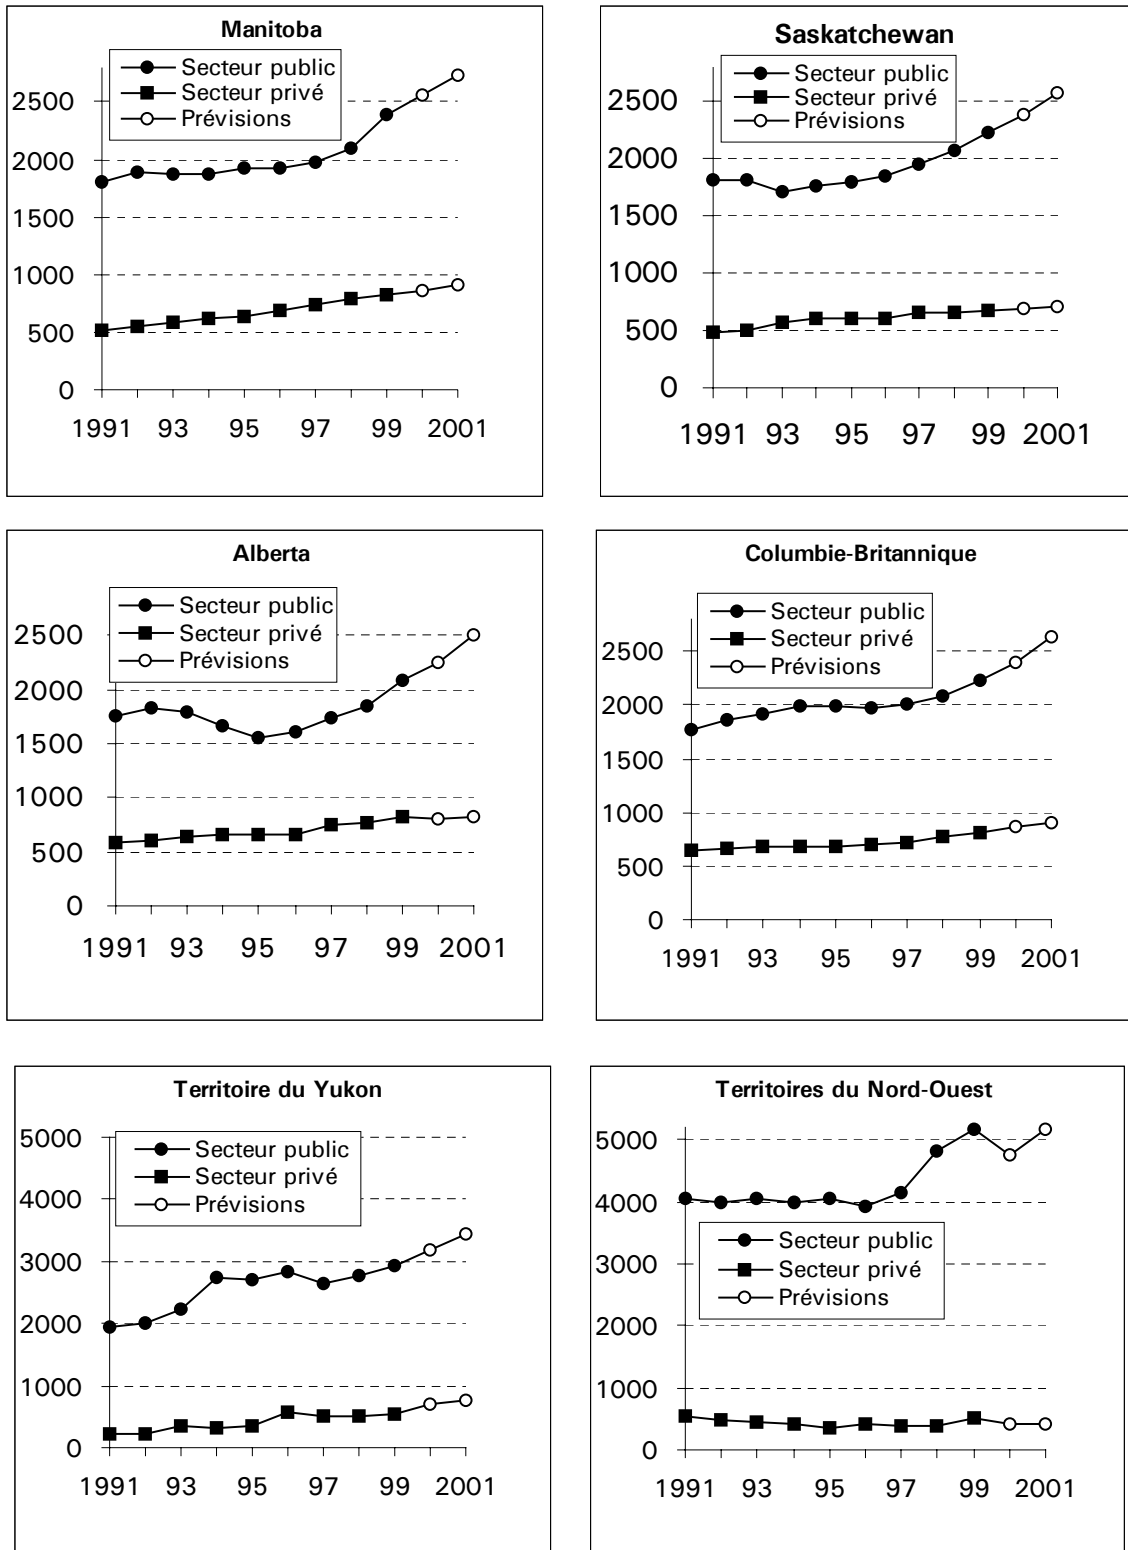 Manitoba
Secteur public
Secteur privé
Prévisions
2500
2000
1500
1000
500
0
1991 93 95 97 99 2001
Saskatchewan
Secteur public
Secteur privé
Prévisions
2500
2000
1500
1000
500
0
1991 93 95 97 99 2001
Alberta
Secteur public
Secteur privé
Prévisions
2500
2000
1500
1000
500
0
1991 93 95 97 99 2001
Columbie-Britannique
Secteur public
Secteur privé
Prévisions
2500
2000
1500
1000
500
0
1991 93 95 97 99 2001
Territoire du Yukon
Secteur public
Secteur privé
Prévisions
5000
4000
3000
2000
1000
0
1991 93 95 97 99 2001
Territoires du Nord-Ouest
5000
4000
Secteur public
Secteur privé
Prévisions
3000
2000
1000
0
1991 93 95 97 99 2001